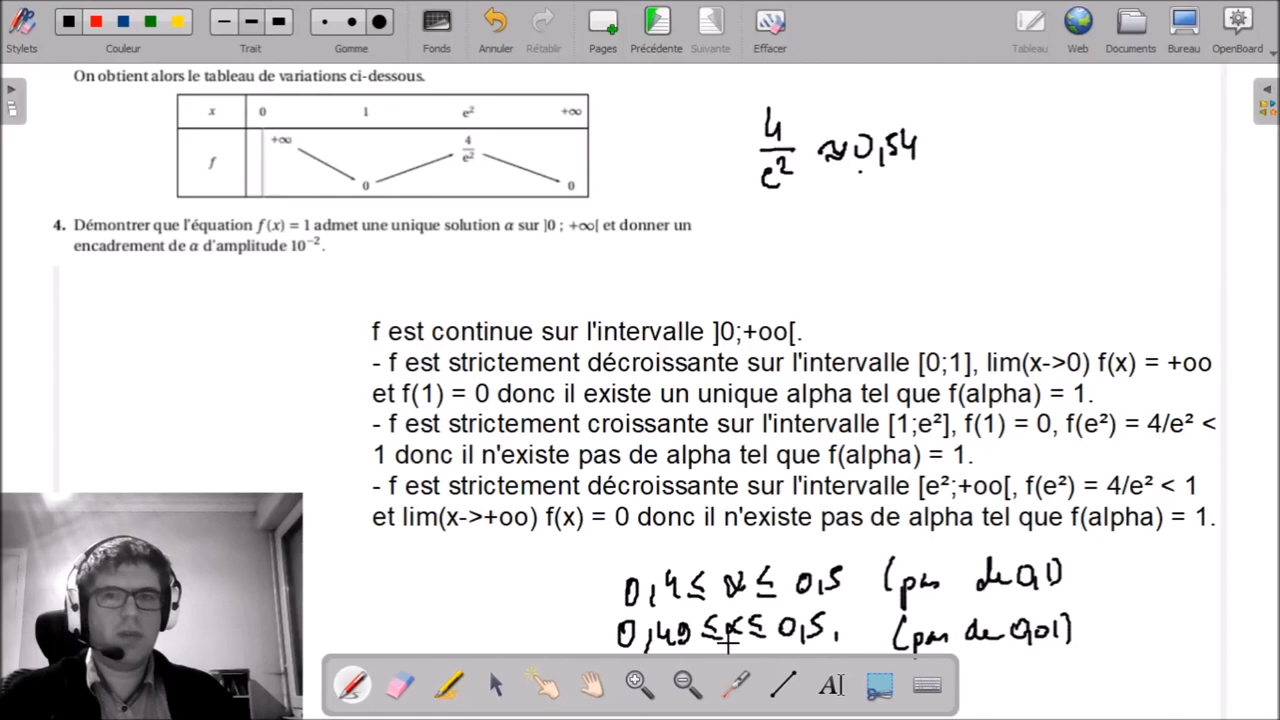 Stylets Couleur Trait Gomme Fonds Annuler Rétablir Pages Précédente Suivante Effacer Tableau Web Documents Bureau OpenBoard
On obtient alors le tableau de variations ci-dessous.
x 0 1 e² +∞
f +∞ 0 4/e² 0
4/e² ≈ 0,54
4. Démontrer que l'équation f(x) = 1 admet une unique solution α sur ]0 ; +∞[ et donner un
encadrement de α d'amplitude 10⁻².
f est continue sur l'intervalle ]0;+oo[.
- f est strictement décroissante sur l'intervalle [0;1], lim(x->0) f(x) = +oo
et f(1) = 0 donc il existe un unique alpha tel que f(alpha) = 1.
- f est strictement croissante sur l'intervalle [1;e²], f(1) = 0, f(e²) = 4/e² <
1 donc il n'existe pas de alpha tel que f(alpha) = 1.
- f est strictement décroissante sur l'intervalle [e²;+oo[, f(e²) = 4/e² < 1
et lim(x->+oo) f(x) = 0 donc il n'existe pas de alpha tel que f(alpha) = 1.
0,4 ≤ α ≤ 0,5 (pas de 0,1)
0,49 ≤ α ≤ 0,5, (pas de 0,01)